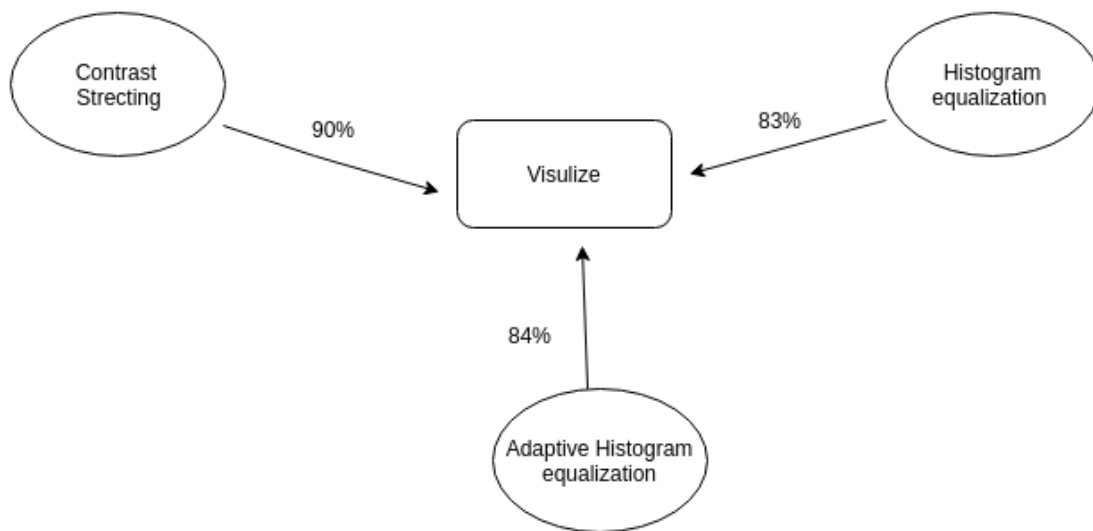 Contrast
Strecting
Histogram
equalization
90%
83%
Visulize
84%
Adaptive Histogram
equalization